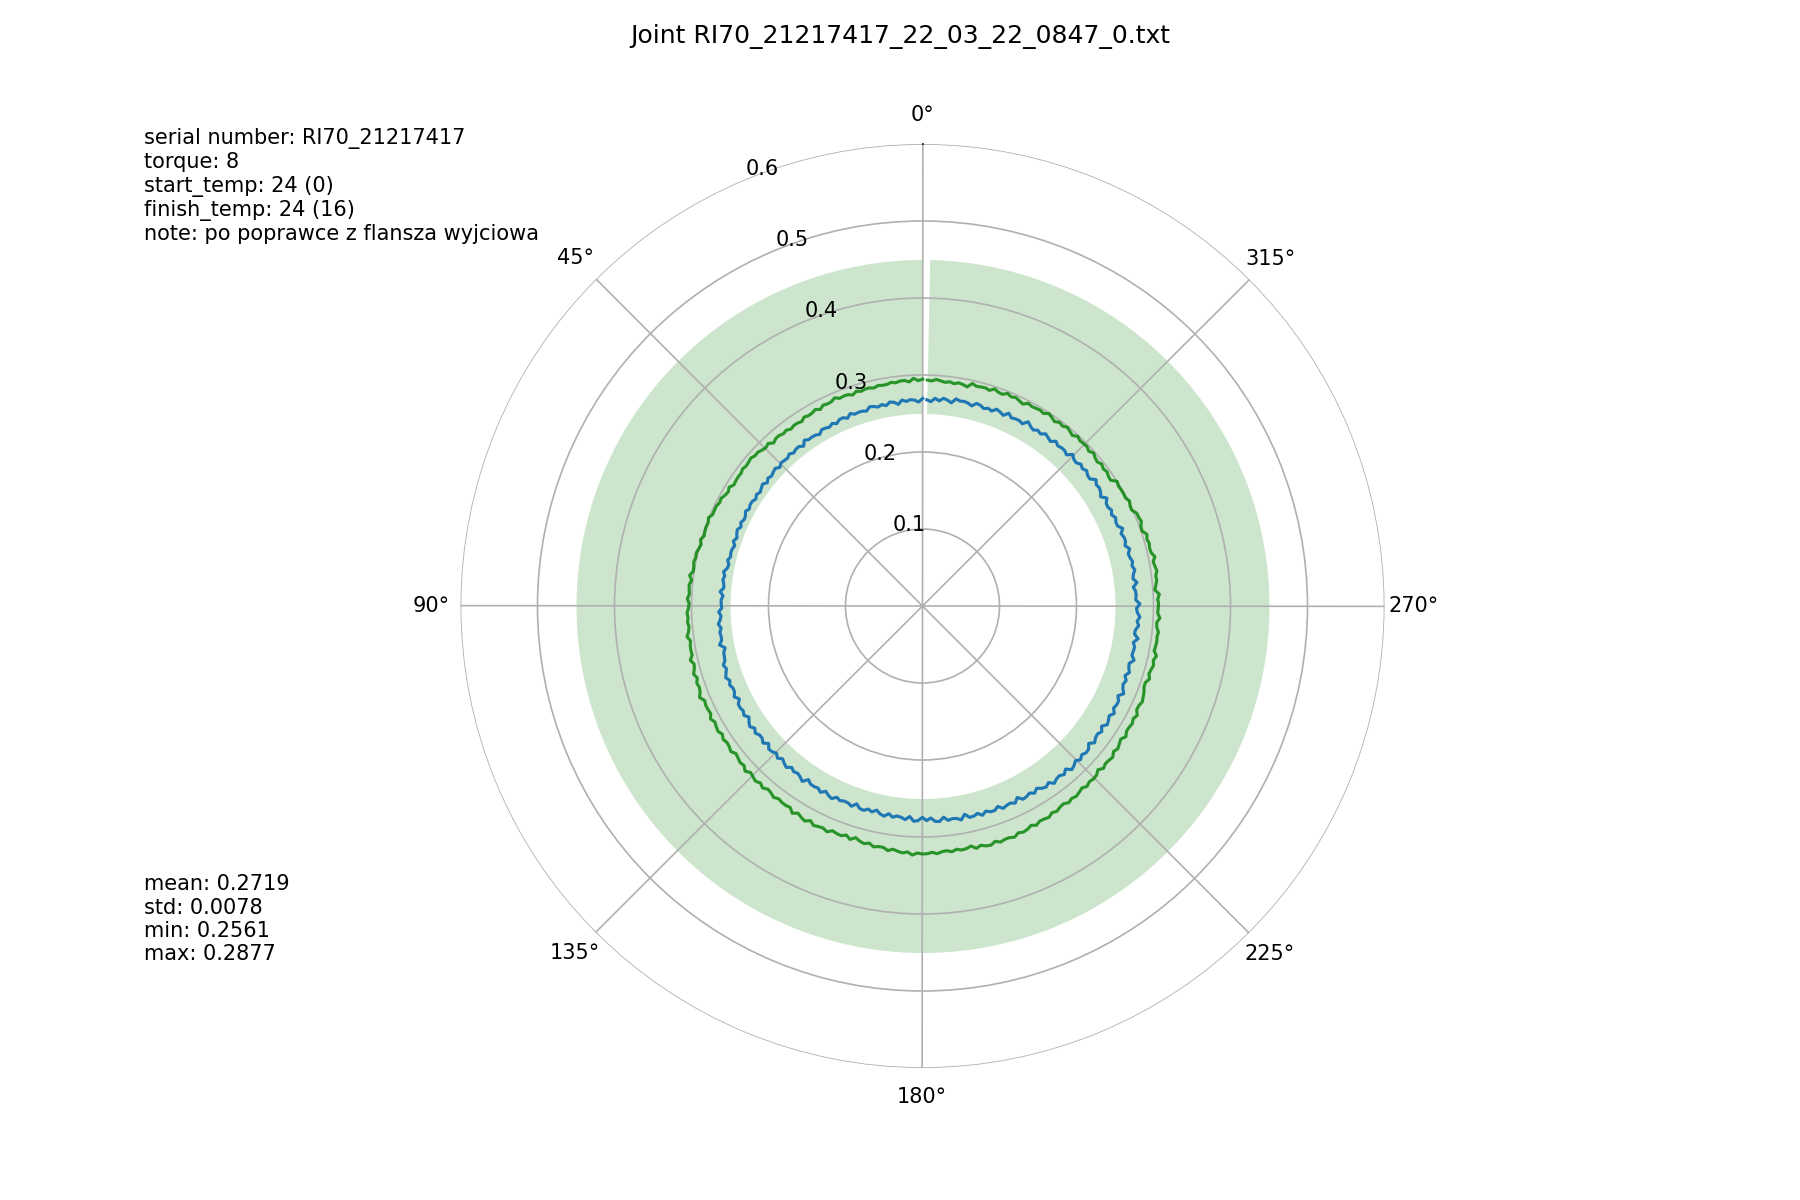 Joint RI70_21217417_22_03_22_0847_0.txt
serial number: RI70_21217417
torque: 8
start_temp: 24 (0)
finish_temp: 24 (16)
note: po poprawce z flansza wyjciowa
0°
45°
315°
0.6
0.5
0.4
0.3
0.2
0.1
90°
270°
mean: 0.2719
std: 0.0078
min: 0.2561
max: 0.2877
135°
225°
180°